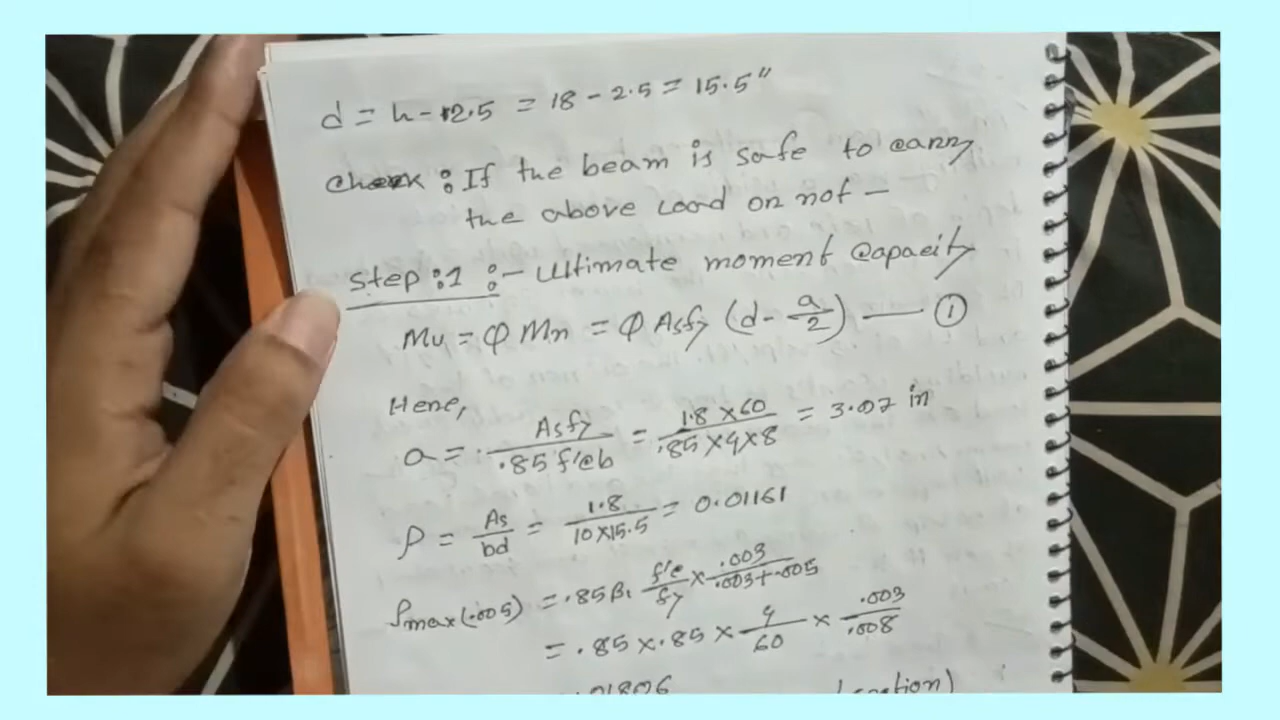 d = h - 2.5 = 18 - 2.5 = 15.5"
Check : If the beam is safe to carry
the above load or not —
Step :1 :- Ultimate moment Capacity
Mu = φ Mn = φ Asfy (d - a/2) —— ①
Here,
a = Asfy / .85 f'c b = 1.8 × 60 / .85 × 4 × 8 = 3.07 in
ρ = As / bd = 1.8 / 10 × 15.5 = 0.01161
ρmax(.005) = .85 β1 f'c / fy × .003 / .003 + .005
= .85 × .85 × 4 / 60 × .003 / .008
.01806